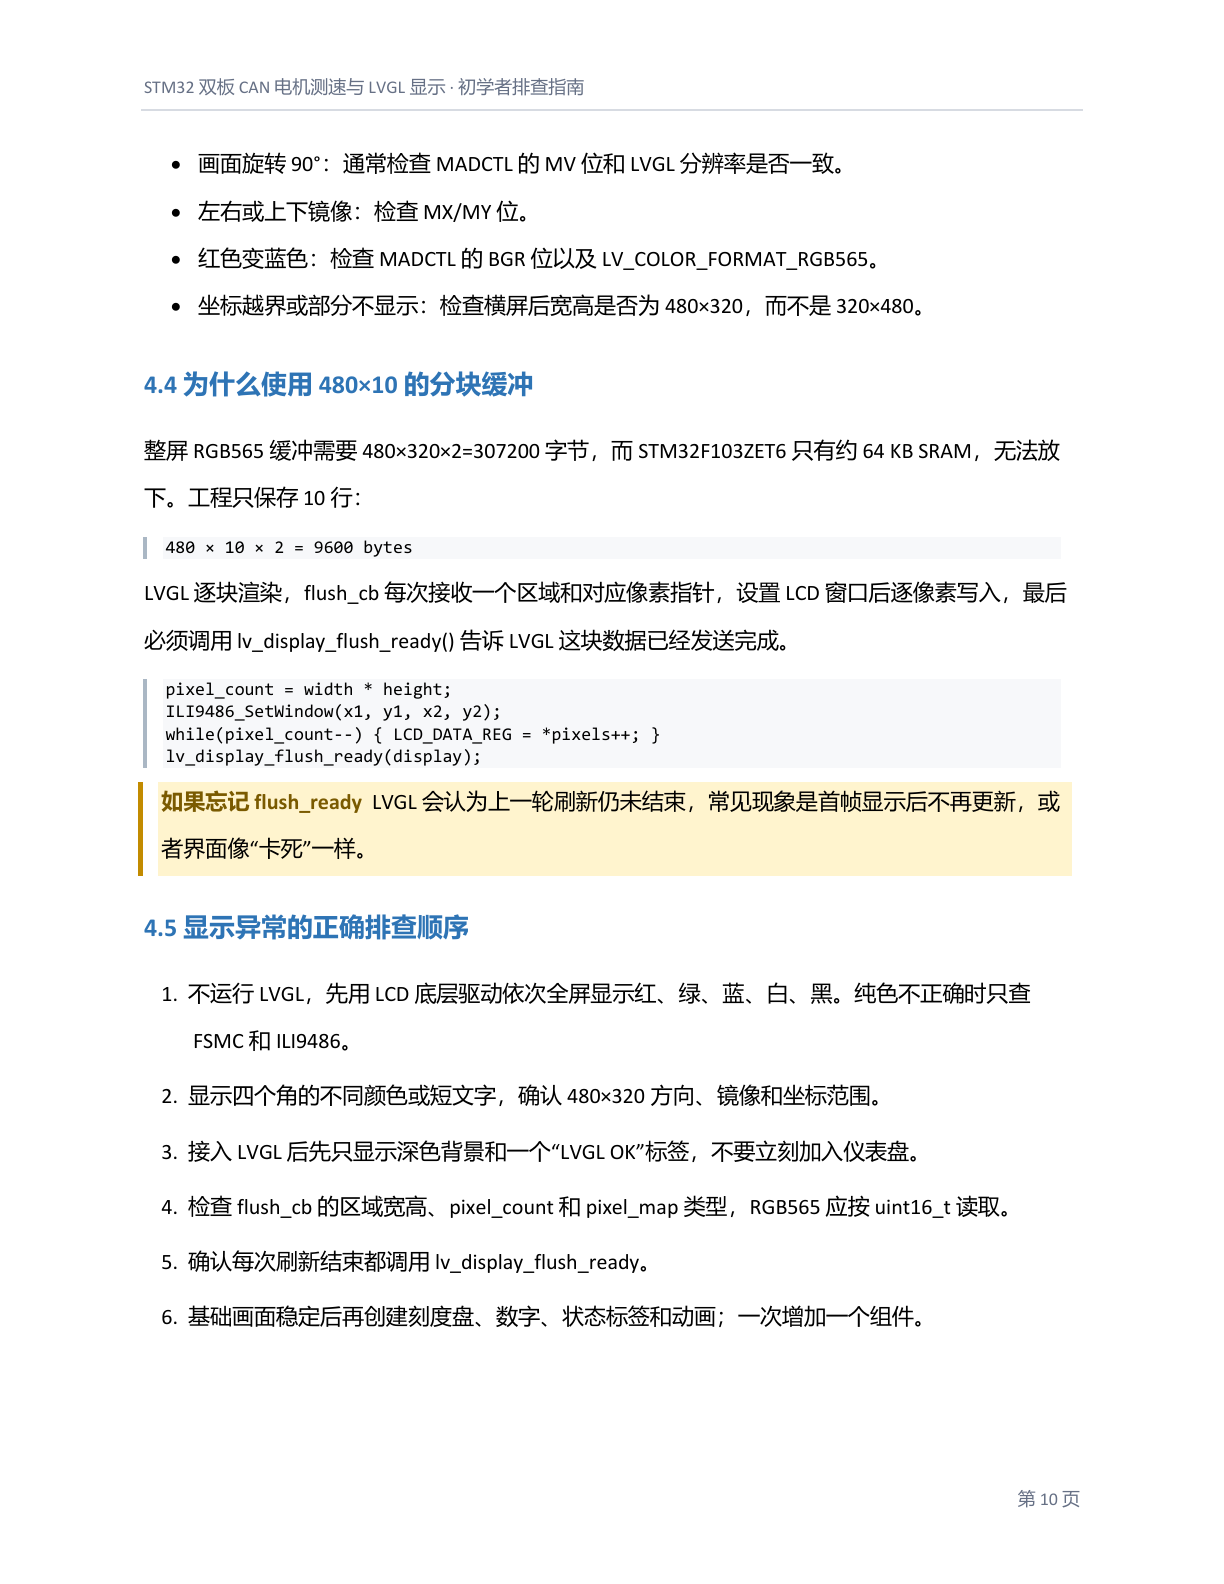 STM32 双板 CAN 电机测速与 LVGL 显示 · 初学者排查指南
• 画面旋转 90°：通常检查 MADCTL 的 MV 位和 LVGL 分辨率是否一致。
• 左右或上下镜像：检查 MX/MY 位。
• 红色变蓝色：检查 MADCTL 的 BGR 位以及 LV_COLOR_FORMAT_RGB565。
• 坐标越界或部分不显示：检查横屏后宽高是否为 480×320，而不是 320×480。
4.4 为什么使用 480×10 的分块缓冲
整屏 RGB565 缓冲需要 480×320×2=307200 字节，而 STM32F103ZET6 只有约 64 KB SRAM，无法放
下。工程只保存 10 行：
480 × 10 × 2 = 9600 bytes
LVGL 逐块渲染，flush_cb 每次接收一个区域和对应像素指针，设置 LCD 窗口后逐像素写入，最后
必须调用 lv_display_flush_ready() 告诉 LVGL 这块数据已经发送完成。
pixel_count = width * height;
ILI9486_SetWindow(x1, y1, x2, y2);
while(pixel_count--) { LCD_DATA_REG = *pixels++; }
lv_display_flush_ready(display);
如果忘记 flush_ready LVGL 会认为上一轮刷新仍未结束，常见现象是首帧显示后不再更新，或
者界面像“卡死”一样。
4.5 显示异常的正确排查顺序
1. 不运行 LVGL，先用 LCD 底层驱动依次全屏显示红、绿、蓝、白、黑。纯色不正确时只查
FSMC 和 ILI9486。
2. 显示四个角的不同颜色或短文字，确认 480×320 方向、镜像和坐标范围。
3. 接入 LVGL 后先只显示深色背景和一个“LVGL OK”标签，不要立刻加入仪表盘。
4. 检查 flush_cb 的区域宽高、pixel_count 和 pixel_map 类型，RGB565 应按 uint16_t 读取。
5. 确认每次刷新结束都调用 lv_display_flush_ready。
6. 基础画面稳定后再创建刻度盘、数字、状态标签和动画；一次增加一个组件。
第 10 页